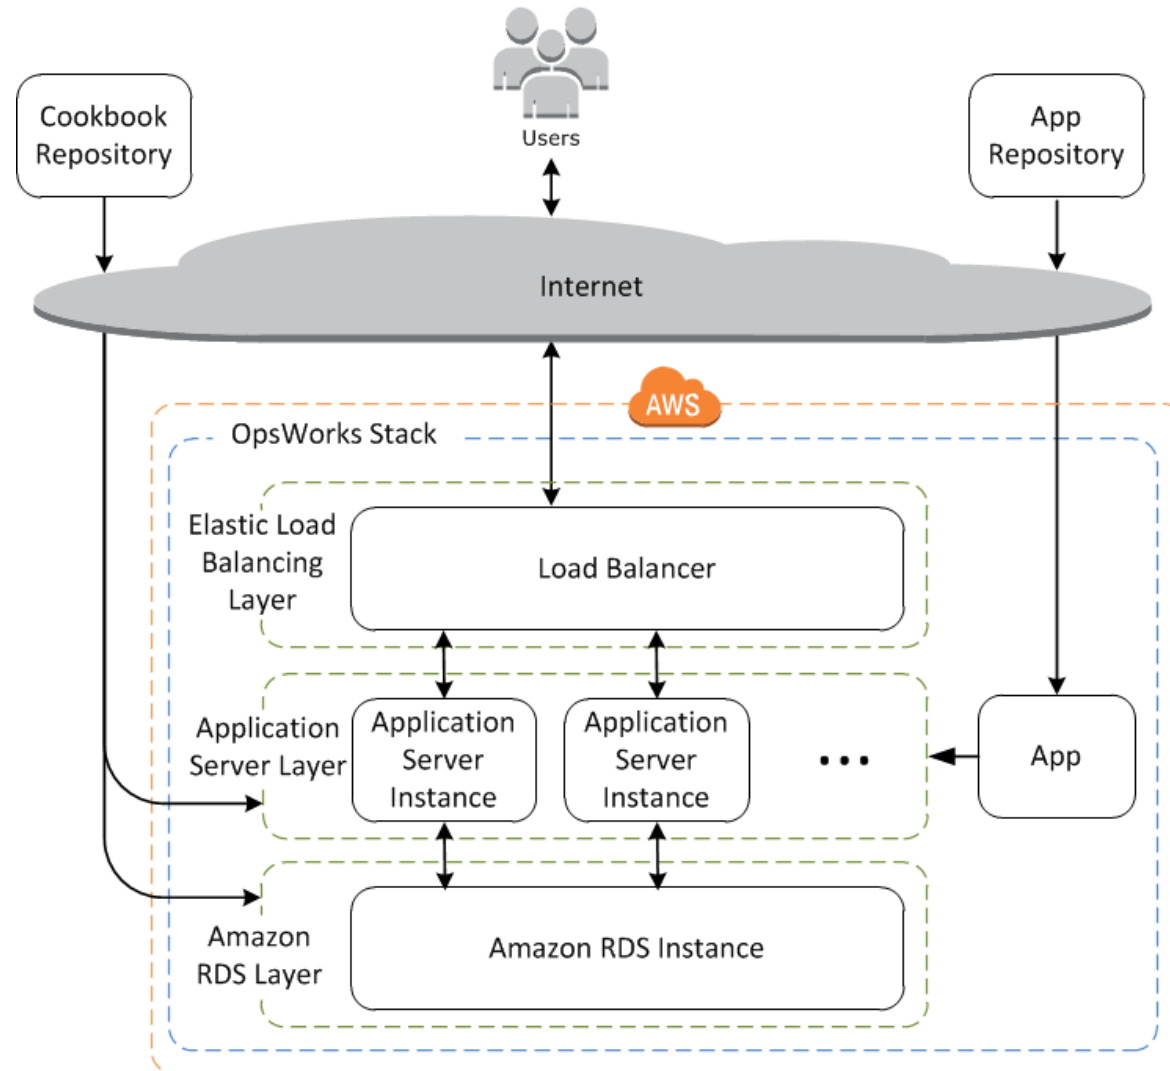 Users
Cookbook
Repository
App
Repository
Internet
AWS
OpsWorks Stack
Elastic Load
Balancing
Layer
Load Balancer
Application
Server Layer
Application
Server
Instance
Application
Server
Instance
...
App
Amazon
RDS Layer
Amazon RDS Instance